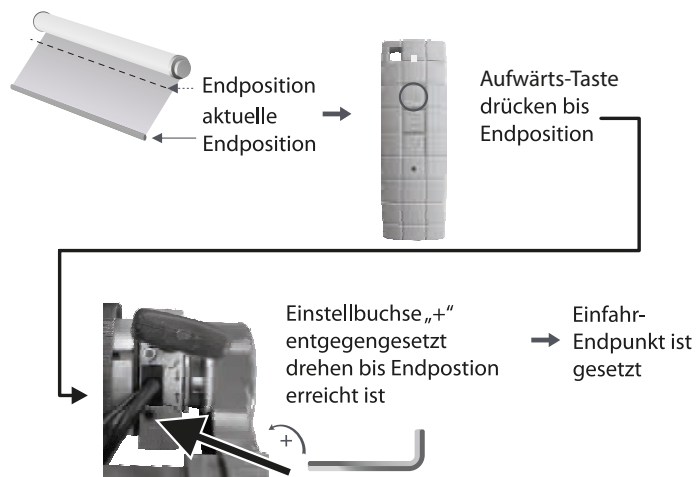 Endposition
aktuelle
Endposition
Aufwärts-Taste
drücken bis
Endposition
Einstellbuchse „+“
entgegengesetzt
drehen bis Endpostion
erreicht ist
+
Einfahr-
Endpunkt ist
gesetzt